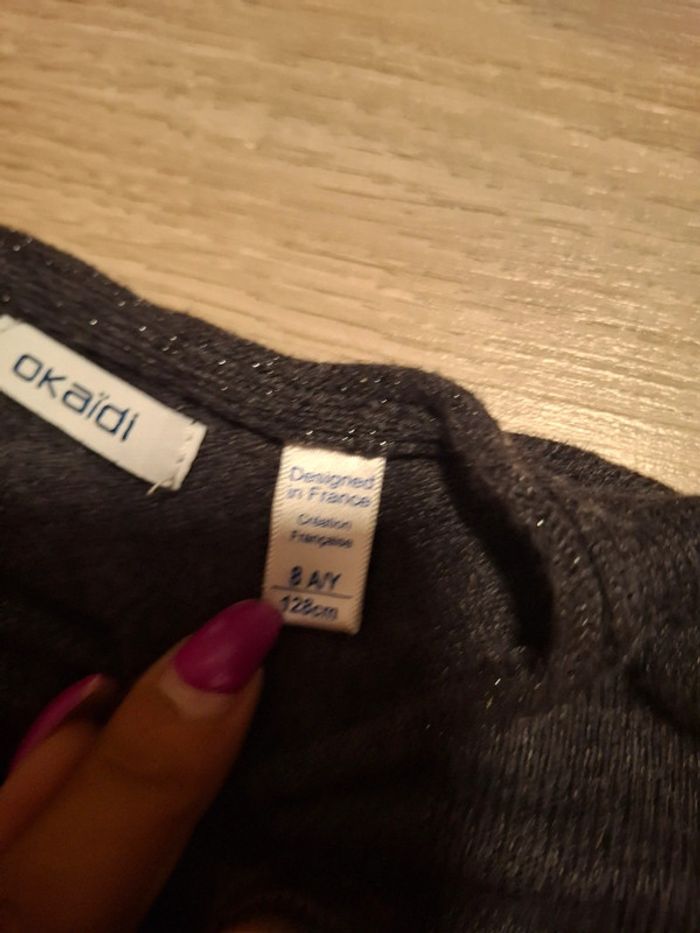 okaïdi
Designed
in France
Création
Française
8 A/Y
128cm